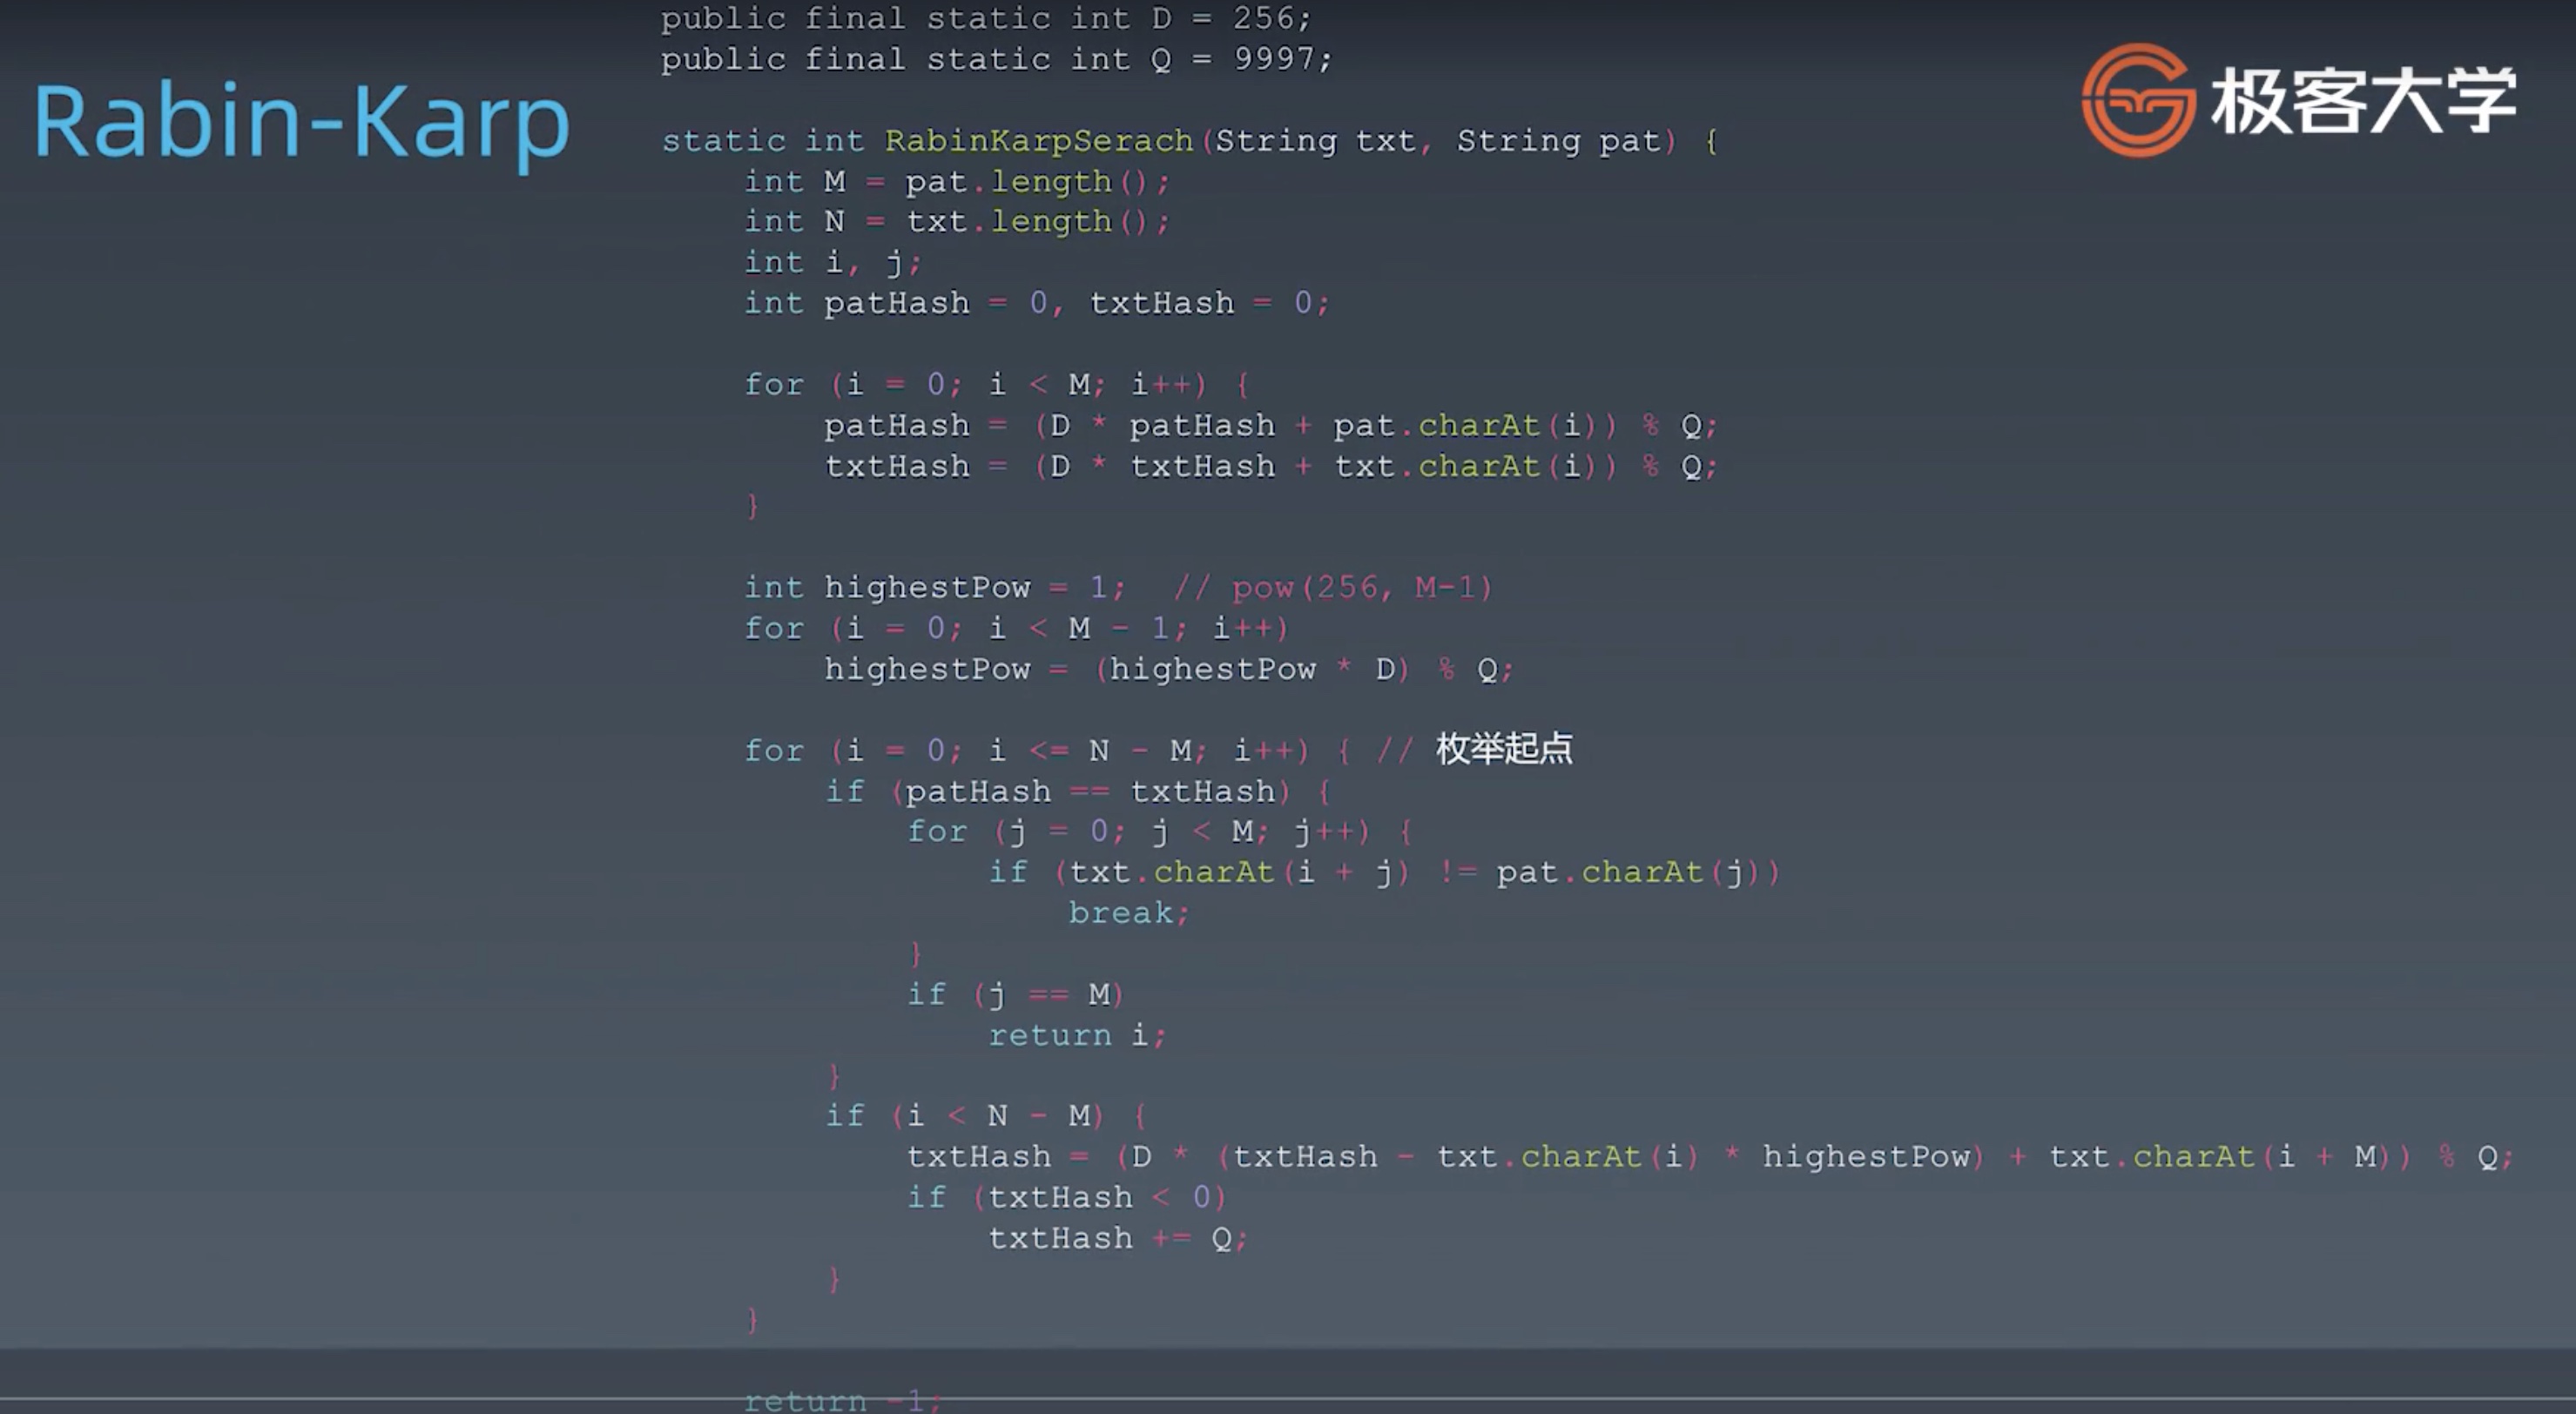 Rabin-Karp
极客大学
public final static int D = 256;
public final static int Q = 9997;
static int RabinKarpSerach(String txt, String pat) {
int M = pat.length();
int N = txt.length();
int i, j;
int patHash = 0, txtHash = 0;
for (i = 0; i < M; i++) {
patHash = (D * patHash + pat.charAt(i)) % Q;
txtHash = (D * txtHash + txt.charAt(i)) % Q;
}
int highestPow = 1; // pow(256, M-1)
for (i = 0; i < M - 1; i++)
highestPow = (highestPow * D) % Q;
for (i = 0; i <= N - M; i++) { // 枚举起点
if (patHash == txtHash) {
for (j = 0; j < M; j++) {
if (txt.charAt(i + j) != pat.charAt(j))
break;
}
if (j == M)
return i;
}
if (i < N - M) {
txtHash = (D * (txtHash - txt.charAt(i) * highestPow) + txt.charAt(i + M)) % Q;
if (txtHash < 0)
txtHash += Q;
}
}
return -1;